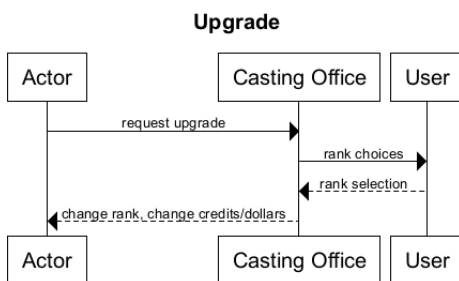 Upgrade
Actor
Casting Office
User
request upgrade
rank choices
rank selection
change rank, change credits/dollars
Actor
Casting Office
User